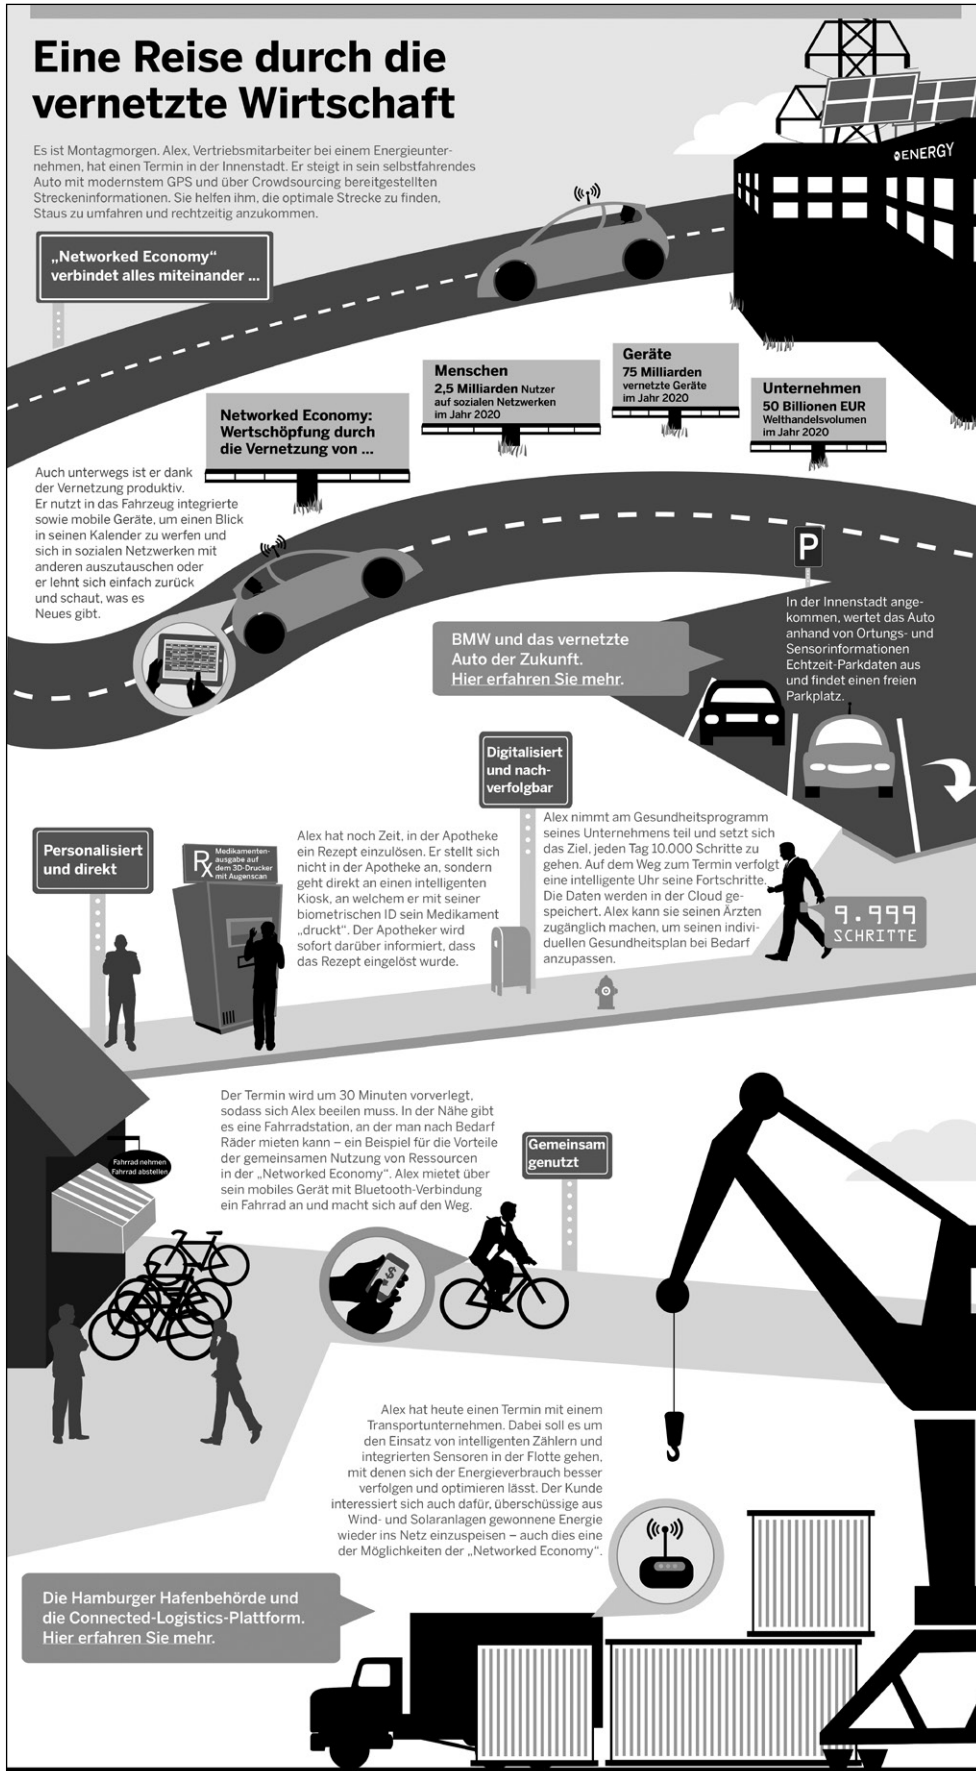 Eine Reise durch die
vernetzte Wirtschaft
Es ist Montagmorgen. Alex, Vertriebsmitarbeiter bei einem Energieunter-
nehmen, hat einen Termin in der Innenstadt. Er steigt in sein selbstfahrendes
Auto mit modernstem GPS und über Crowdsourcing bereitgestellten
Streckeninformationen. Sie helfen ihm, die optimale Strecke zu finden,
Staus zu umfahren und rechtzeitig anzukommen.
ENERGY
„Networked Economy“
verbindet alles miteinander ...
Networked Economy:
Wertschöpfung durch
die Vernetzung von ...
Menschen
2,5 Milliarden Nutzer
auf sozialen Netzwerken
im Jahr 2020
Geräte
75 Milliarden
vernetzte Geräte
im Jahr 2020
Unternehmen
50 Billionen EUR
Welthandelsvolumen
im Jahr 2020
Auch unterwegs ist er dank
der Vernetzung produktiv.
Er nutzt in das Fahrzeug integrierte
sowie mobile Geräte, um einen Blick
in seinen Kalender zu werfen und
sich in sozialen Netzwerken mit
anderen auszutauschen oder
er lehnt sich einfach zurück
und schaut, was es
Neues gibt.
P
In der Innenstadt ange-
kommen, wertet das Auto
anhand von Ortungs- und
Sensorinformationen
Echtzeit-Parkdaten aus
und findet einen freien
Parkplatz.
BMW und das vernetzte
Auto der Zukunft.
Hier erfahren Sie mehr.
Personalisiert
und direkt
Rx
Medikamenten-
ausgabe auf
dem 3D-Drucker
mit Augenscan
Alex hat noch Zeit, in der Apotheke
ein Rezept einzulösen. Er stellt sich
nicht in der Apotheke an, sondern
geht direkt an einen intelligenten
Kiosk, an welchem er mit seiner
biometrischen ID sein Medikament
„druckt“. Der Apotheker wird
sofort darüber informiert, dass
das Rezept eingelöst wurde.
Digitalisiert
und nach-
verfolgbar
Alex nimmt am Gesundheitsprogramm
seines Unternehmens teil und setzt sich
das Ziel, jeden Tag 10.000 Schritte zu
gehen. Auf dem Weg zum Termin verfolgt
eine intelligente Uhr seine Fortschritte.
Die Daten werden in der Cloud ge-
speichert. Alex kann sie seinen Ärzten
zugänglich machen, um seinen indivi-
duellen Gesundheitsplan bei Bedarf
anzupassen.
9.999
SCHRITTE
Der Termin wird um 30 Minuten vorverlegt,
sodass sich Alex beeilen muss. In der Nähe gibt
es eine Fahrradstation, an der man nach Bedarf
Räder mieten kann – ein Beispiel für die Vorteile
der gemeinsamen Nutzung von Ressourcen
in der „Networked Economy“. Alex mietet über
sein mobiles Gerät mit Bluetooth-Verbindung
ein Fahrrad an und macht sich auf den Weg.
Gemeinsam
genutzt
Fahrrad nehmen
Fahrrad abstellen
Alex hat heute einen Termin mit einem
Transportunternehmen. Dabei soll es um
den Einsatz von intelligenten Zählern und
integrierten Sensoren in der Flotte gehen,
mit denen sich der Energieverbrauch besser
verfolgen und optimieren lässt. Der Kunde
interessiert sich auch dafür, überschüssige aus
Wind- und Solaranlagen gewonnene Energie
wieder ins Netz einzuspeisen – auch dies eine
der Möglichkeiten der „Networked Economy“.
Die Hamburger Hafenbehörde und
die Connected-Logistics-Plattform.
Hier erfahren Sie mehr.